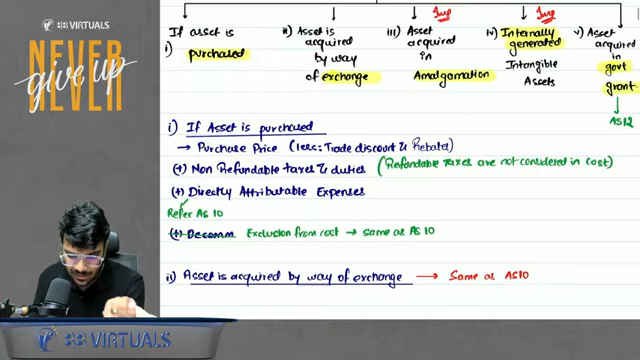 VIRTUALS
NEVER
give up
NEVER
i) If asset is purchased
ii) Asset is acquired by way of exchange
Imp
iii) Asset acquired in Amalgamation
Imp
iv) Internally generated Intangible Assets
v) Asset acquired in govt grant
AS12
i) If Asset is purchased
→ Purchase Price (less: Trade discount & Rebates)
(+) Non Refundable taxes & duties (Refundable Taxes are not considered in cost)
(+) Directly Attributable Expenses
Refer AS 10
(+) Decomm Exclusion from cost → same as AS 10
ii) Asset is acquired by way of exchange → Same as AS10
VIRTUALS